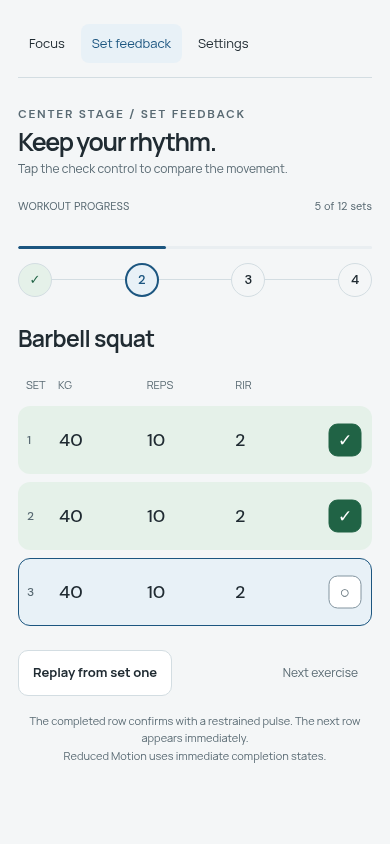 Focus Set feedback Settings
CENTER STAGE / SET FEEDBACK
Keep your rhythm.
Tap the check control to compare the movement.
WORKOUT PROGRESS 5 of 12 sets
✓ 2 3 4
Barbell squat
SET KG REPS RIR
1 40 10 2 ✓
2 40 10 2 ✓
3 40 10 2 ○
Replay from set one Next exercise
The completed row confirms with a restrained pulse. The next row
appears immediately.
Reduced Motion uses immediate completion states.